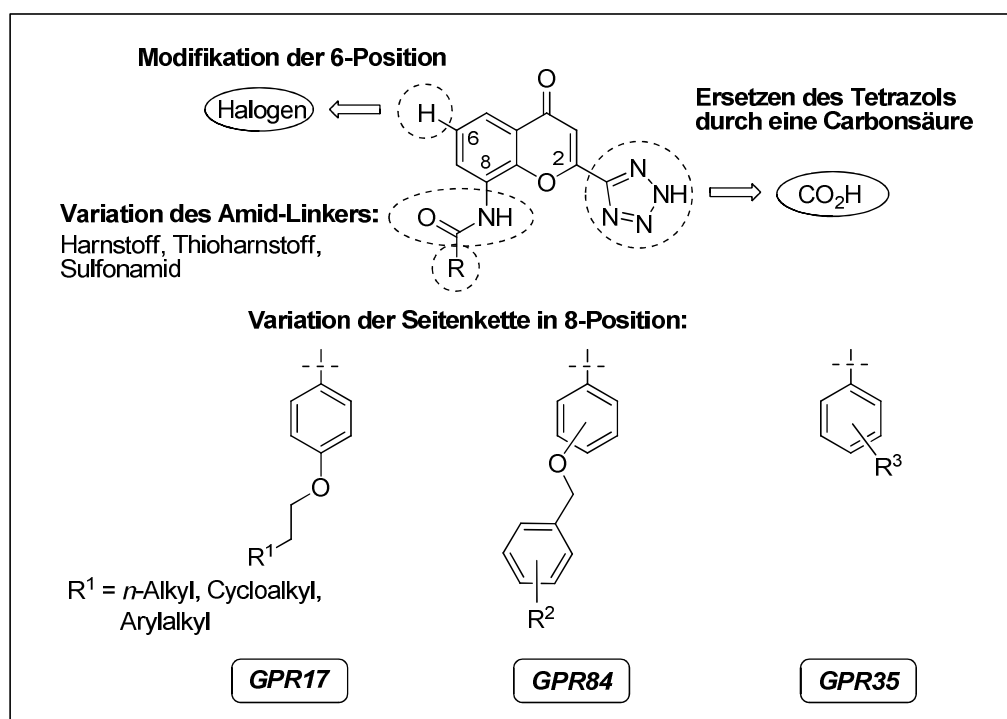 Modifikation der 6-Position
Halogen
H
6
8
2
O
O
N
N
NH
N
Ersetzen des Tetrazols
durch eine Carbonsäure
CO2H
Variation des Amid-Linkers:
Harnstoff, Thioharnstoff,
Sulfonamid
O
NH
R
Variation der Seitenkette in 8-Position:
O
R1
R1 = n-Alkyl, Cycloalkyl,
Arylalkyl
O
R2
R3
GPR17
GPR84
GPR35